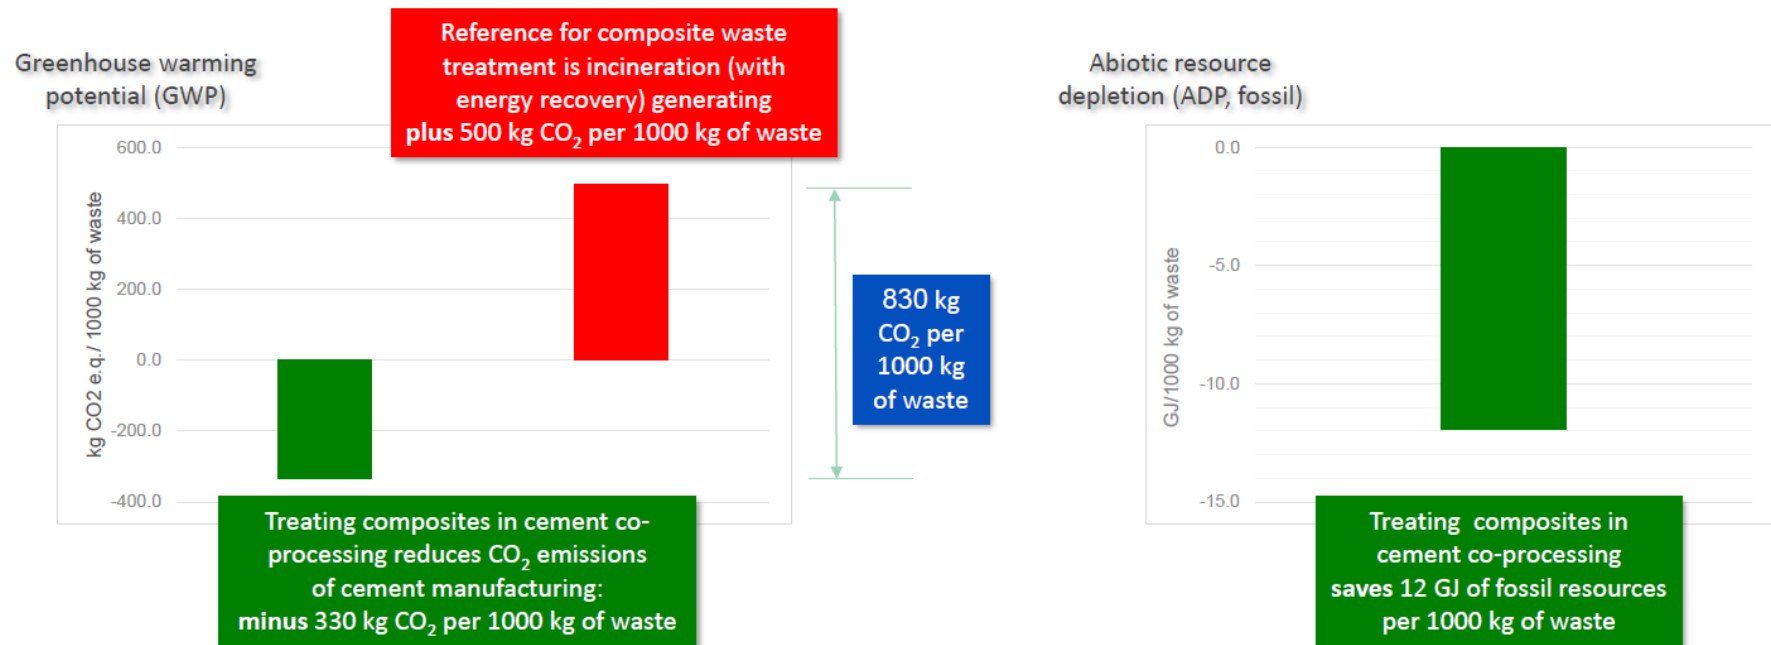 Greenhouse warming
potential (GWP)
Reference for composite waste
treatment is incineration (with
energy recovery) generating
plus 500 kg CO₂ per 1000 kg of waste
kg CO2 e.q./ 1000 kg of waste
600.0
400.0
200.0
0.0
-200.0
-400.0
830 kg
CO₂ per
1000 kg
of waste
Treating composites in cement co-
processing reduces CO₂ emissions
of cement manufacturing:
minus 330 kg CO₂ per 1000 kg of waste
Abiotic resource
depletion (ADP, fossil)
GJ/1000 kg of waste
0.0
-5.0
-10.0
-15.0
Treating composites in
cement co-processing
saves 12 GJ of fossil resources
per 1000 kg of waste